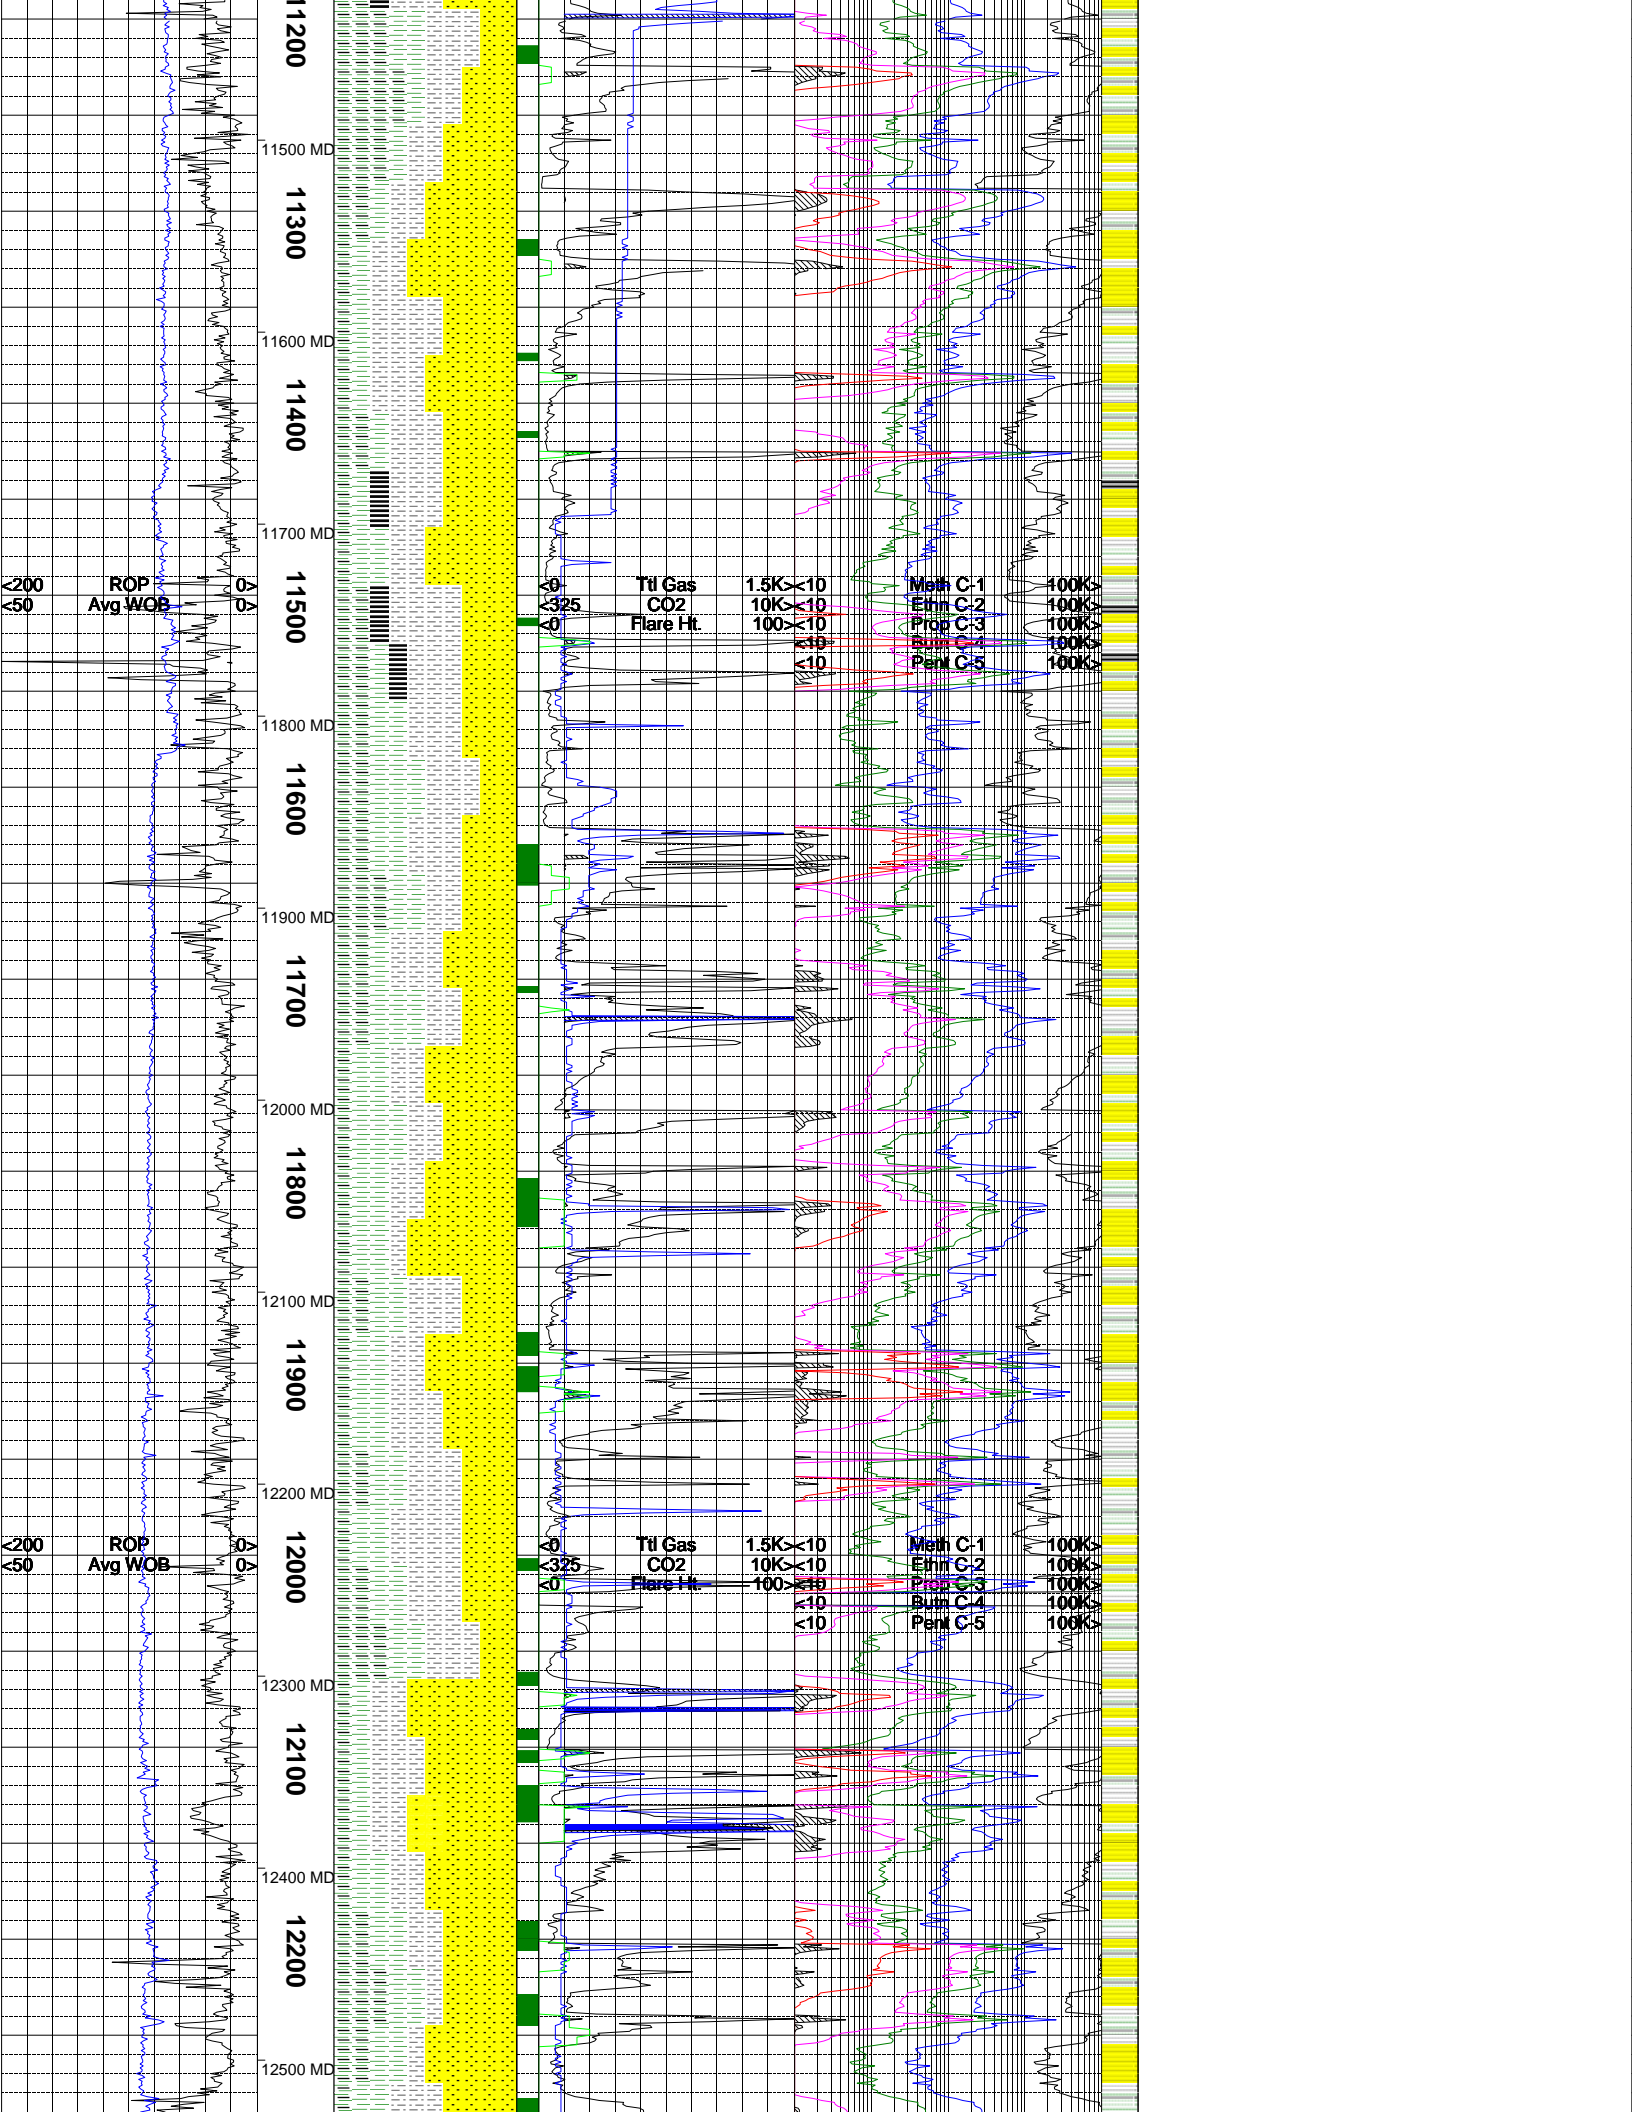 11200
11500 MD
11300
11600 MD
11400
11700 MD
<200 ROP 0> <0 Ttl Gas 1.5K> <10 Meth C-1 100K>
<50 Avg WOB 0> <325 CO2 10K> <10 Ethn C-2 100K>
11500
<0 Flare Ht. 100> <10 Prop C-3 100K>
<10 Butn C-4 100K>
<10 Pent C-5 100K>
11800 MD
11600
11900 MD
11700
12000 MD
11800
12100 MD
11900
12200 MD
<200 ROP 0> <0 Ttl Gas 1.5K> <10 Meth C-1 100K>
<50 Avg WOB 0> <325 CO2 10K> <10 Ethn C-2 100K>
12000
<0 Flare Ht. 100> <10 Prop C-3 100K>
<10 Butn C-4 100K>
<10 Pent C-5 100K>
12300 MD
12100
12400 MD
12200
12500 MD